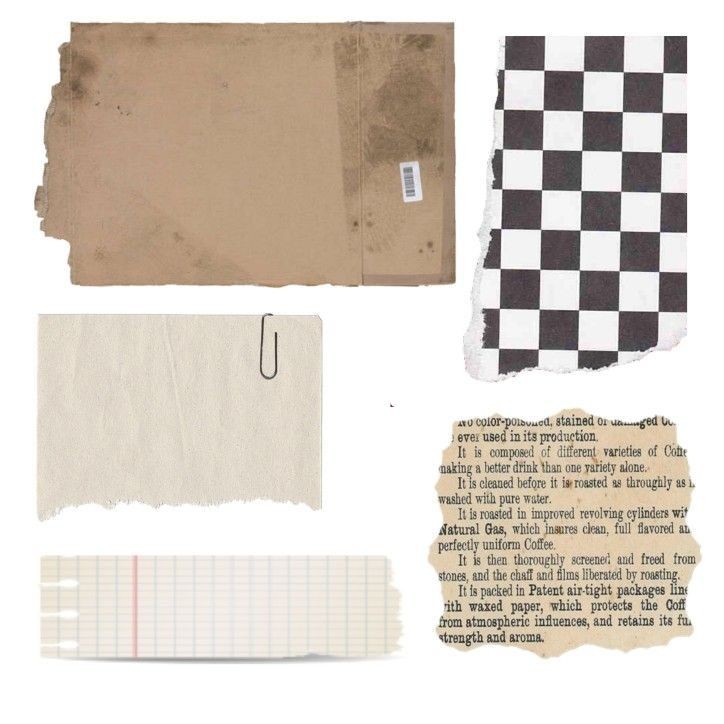 No color-poisoned, stained or damaged Co
ever used in its production.
It is composed of different varieties of Coffe
making a better drink than one variety alone.
It is cleaned before it is roasted as throughly as
washed with pure water.
It is roasted in improved revolving cylinders wit
Natural Gas, which insures clean, full flavored an
perfectly uniform Coffee.
It is then thoroughly screened and freed from
stones, and the chaff and films liberated by roasting.
It is packed in Patent air-tight packages line
with waxed paper, which protects the Coff
from atmospheric influences, and retains its ful
strength and aroma.